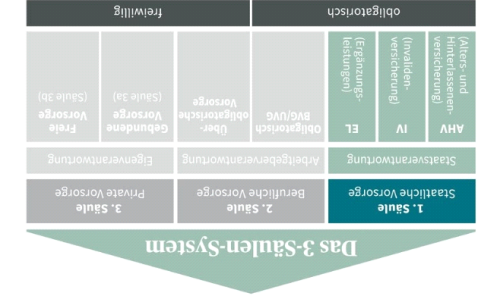 Das 3-Säulen-System
1. Säule
Staatliche Vorsorge
2. Säule
Berufliche Vorsorge
3. Säule
Private Vorsorge
Staatsverantwortung
Arbeitgeberverantwortung
Eigenverantwortung
AHV
(Alters- und
Hinterlassenen-
versicherung)
IV
(Invaliden-
versicherung)
EL
(Ergänzungs-
leistungen)
Obligatorisch
BVG/UVG
Über-
obligatorische
Vorsorge
Gebundene
Vorsorge
(Säule 3a)
Freie
Vorsorge
(Säule 3b)
obligatorisch
freiwillig